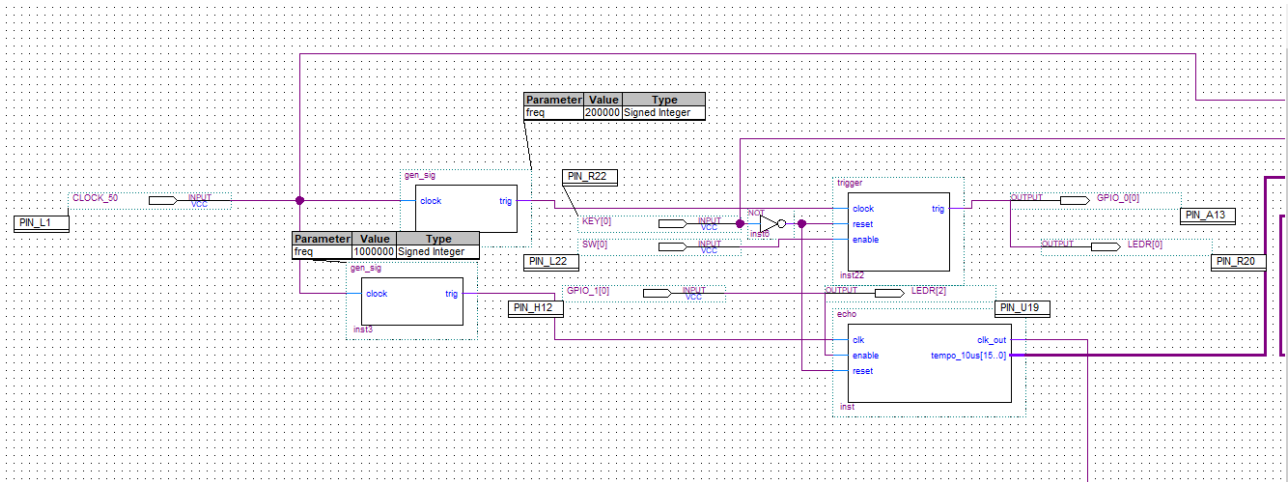 Parameter Value Type
freq 200000 Signed Integer
gen_sig
PIN_R22
trigger
CLOCK_50 INPUT VCC
clock trig
PIN_L1
OUTPUT GPIO_0[0]
PIN_A13
KEY[0] INPUT VCC
NOT
inst6
clock trig
reset
enable
inst22
SW[0] INPUT VCC
PIN_L22
OUTPUT LEDR[0]
PIN_R20
Parameter Value Type
freq 1000000 Signed Integer
gen_sig
clock trig
inst3
GPIO_1[0] INPUT VCC
PIN_H12
OUTPUT LEDR[2]
PIN_U19
echo
clk clk_out
enable tempo_10us[15..0]
reset
inst